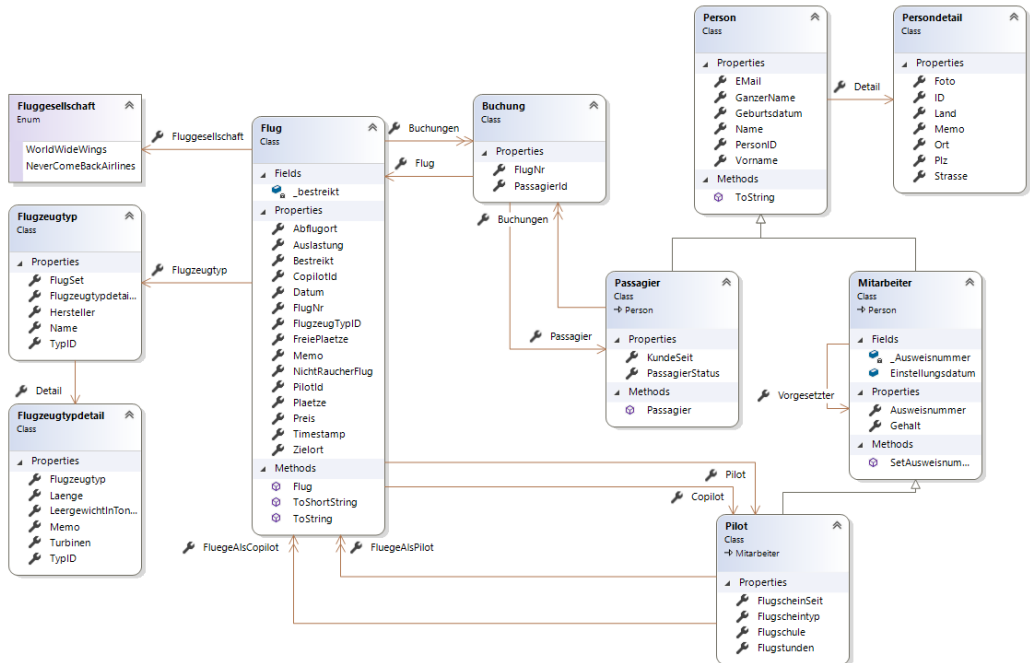 Fluggesellschaft
Enum
WorldWideWings
NeverComeBackAirlines
Fluggesellschaft
Flugzeugtyp
Class
Properties
FlugSet
Flugzeugtypdetai...
Hersteller
Name
TypID
Flugzeugtyp
Detail
Flugzeugtypdetail
Class
Properties
Flugzeugtyp
Laenge
LeergewichtInTon...
Memo
Turbinen
TypID
Flug
Class
Fields
_bestreikt
Properties
Abflugort
Auslastung
Bestreikt
CopilotId
Datum
FlugNr
FlugzeugTypID
FreiePlaetze
Memo
NichtRaucherFlug
PilotId
Plaetze
Preis
Timestamp
Zielort
Methods
Flug
ToShortString
ToString
Buchungen
Flug
Buchung
Class
Properties
FlugNr
PassagierId
Buchungen
Passagier
Person
Class
Properties
EMail
GanzerName
Geburtsdatum
Name
PersonID
Vorname
Methods
ToString
Detail
Persondetail
Class
Properties
Foto
ID
Land
Memo
Ort
Plz
Strasse
Passagier
Class
Person
Properties
KundeSeit
PassagierStatus
Methods
Passagier
Mitarbeiter
Class
Person
Fields
_Ausweisnummer
Einstellungsdatum
Properties
Ausweisnummer
Gehalt
Methods
SetAusweisnum...
Vorgesetzter
Pilot
Copilot
FluegeAlsCopilot
FluegeAlsPilot
Pilot
Class
Mitarbeiter
Properties
FlugscheinSeit
Flugscheintyp
Flugschule
Flugstunden